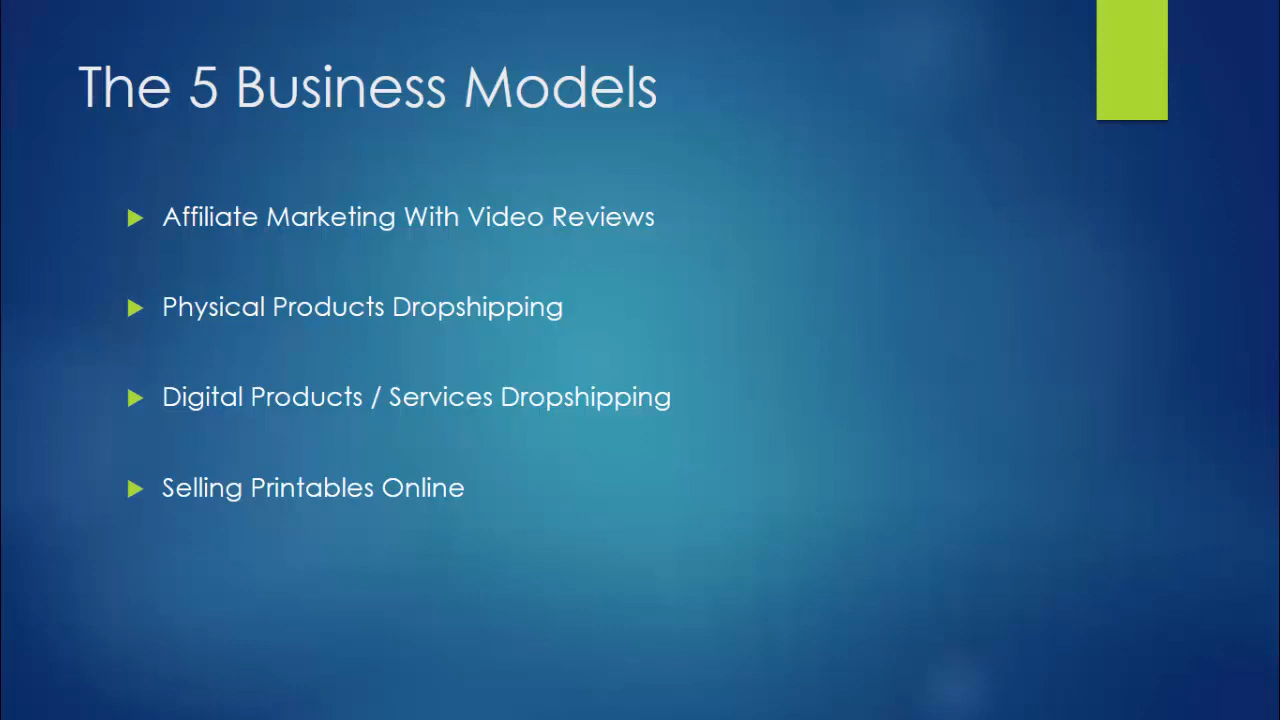 The 5 Business Models
Affiliate Marketing With Video Reviews
Physical Products Dropshipping
Digital Products / Services Dropshipping
Selling Printables Online